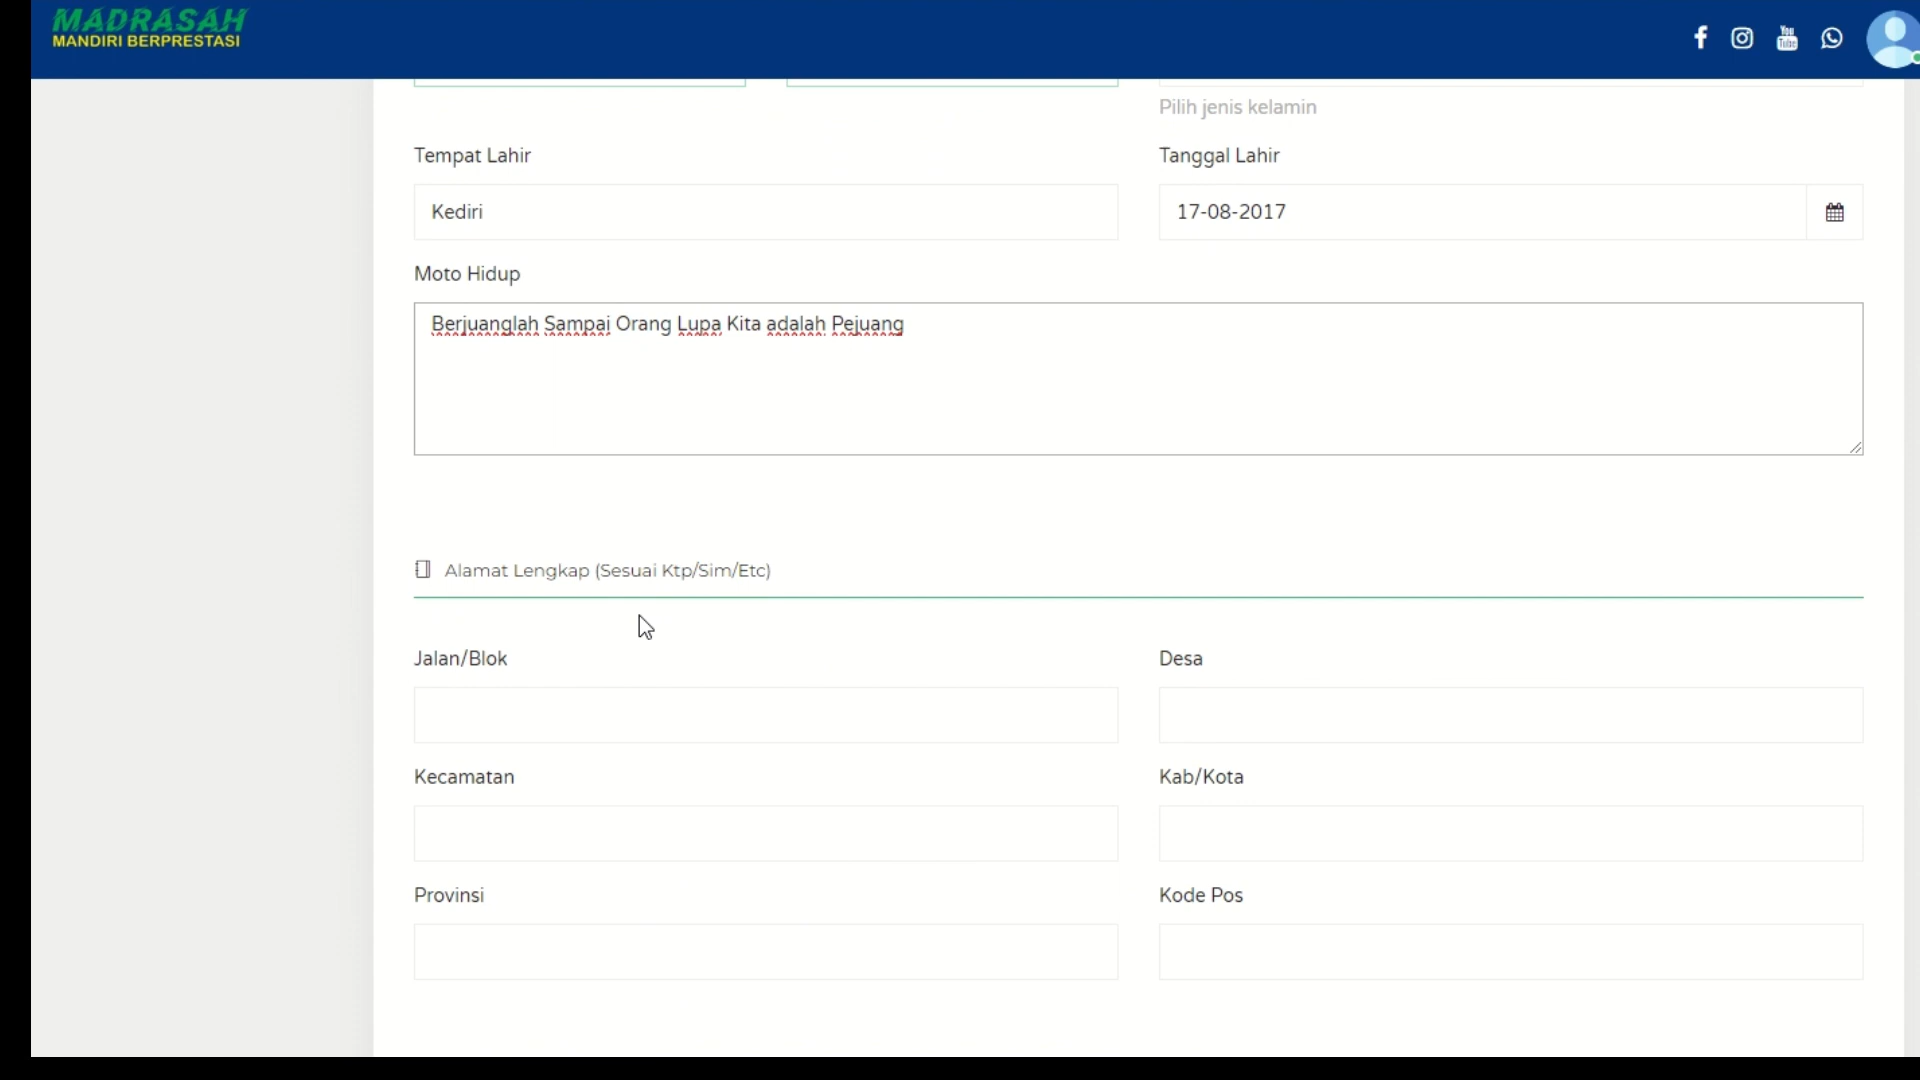 MADRASAH
MANDIRI BERPRESTASI
You
Tube
Pilih jenis kelamin
Tempat Lahir
Tanggal Lahir
Kediri
17-08-2017
Moto Hidup
Berjuanglah Sampai Orang Lupa Kita adalah Pejuang
Alamat Lengkap (Sesuai Ktp/Sim/Etc)
Jalan/Blok
Desa
Kecamatan
Kab/Kota
Provinsi
Kode Pos